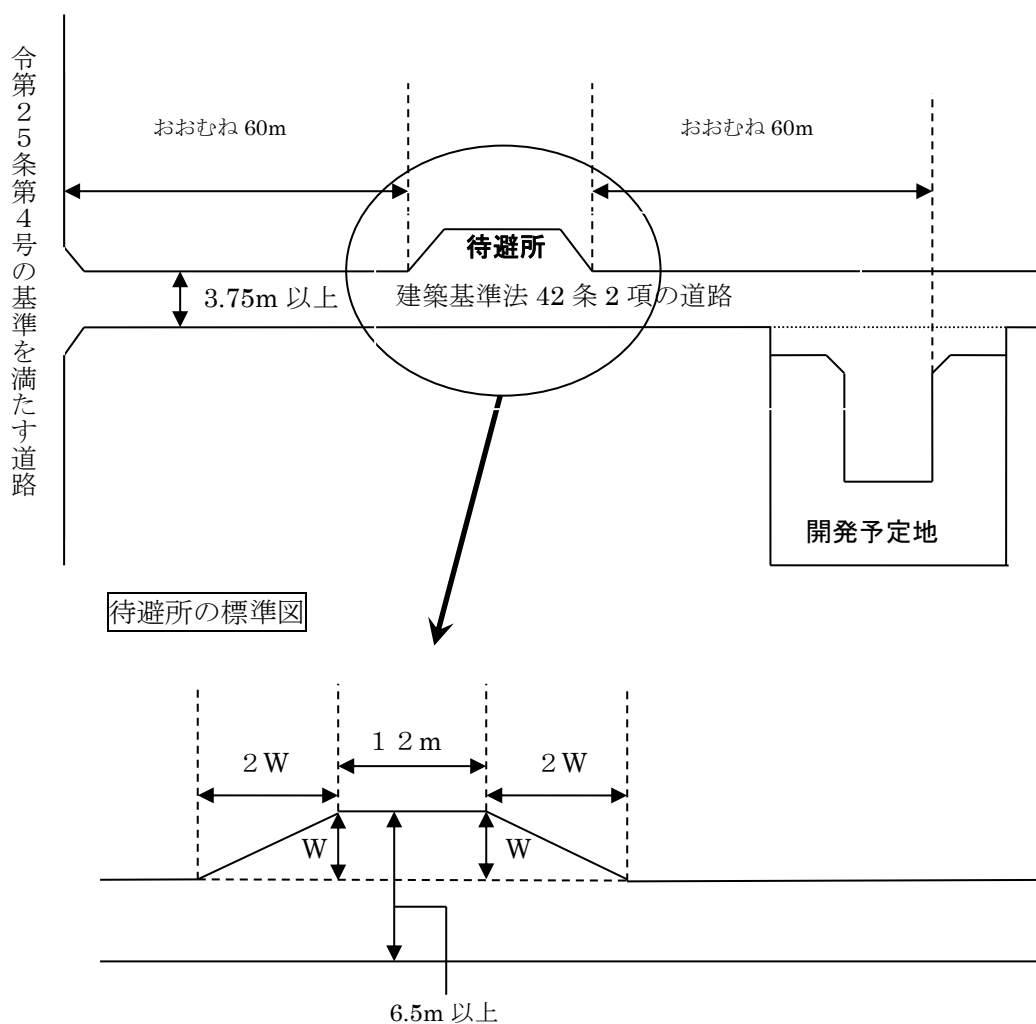 令第２５条第４号の基準を満たす道路
おおむね 60m
おおむね 60m
待避所
3.75m 以上
建築基準法 42 条 2 項の道路
開発予定地
待避所の標準図
１２m
２W
２W
W
W
6.5m 以上